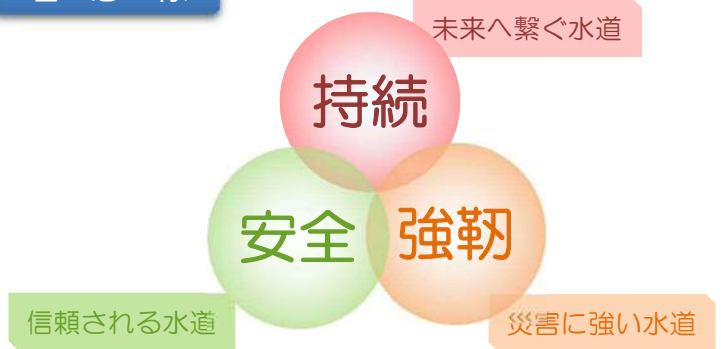 未来へ繋ぐ水道
持続
安全
強靭
信頼される水道
災害に強い水道